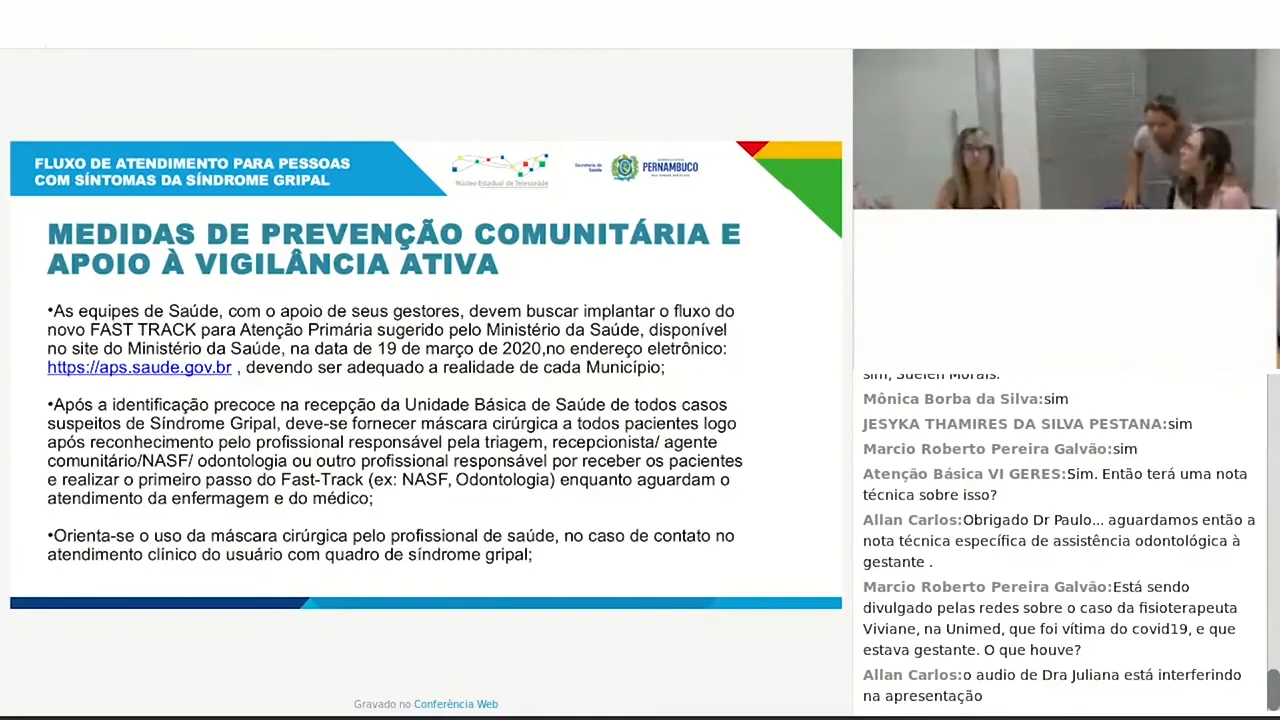 FLUXO DE ATENDIMENTO PARA PESSOAS
COM SÍNTOMAS DA SÍNDROME GRIPAL
Núcleo Estadual de Telessaúde
Secretaria de
Saúde
PERNAMBUCO
MEDIDAS DE PREVENÇÃO COMUNITÁRIA E
APOIO À VIGILÂNCIA ATIVA
•As equipes de Saúde, com o apoio de seus gestores, devem buscar implantar o fluxo do
novo FAST TRACK para Atenção Primária sugerido pelo Ministério da Saúde, disponível
no site do Ministério da Saúde, na data de 19 de março de 2020,no endereço eletrônico:
https://aps.saude.gov.br , devendo ser adequado a realidade de cada Município;
•Após a identificação precoce na recepção da Unidade Básica de Saúde de todos casos
suspeitos de Síndrome Gripal, deve-se fornecer máscara cirúrgica a todos pacientes logo
após reconhecimento pelo profissional responsável pela triagem, recepcionista/ agente
comunitário/NASF/ odontologia ou outro profissional responsável por receber os pacientes
e realizar o primeiro passo do Fast-Track (ex: NASF, Odontologia) enquanto aguardam o
atendimento da enfermagem e do médico;
•Orienta-se o uso da máscara cirúrgica pelo profissional de saúde, no caso de contato no
atendimento clínico do usuário com quadro de síndrome gripal;
Gravado no Conferência Web
sim, Suelen Morais.
Mônica Borba da Silva:sim
JESYKA THAMIRES DA SILVA PESTANA:sim
Marcio Roberto Pereira Galvão:sim
Atenção Básica VI GERES:Sim. Então terá uma nota
técnica sobre isso?
Allan Carlos:Obrigado Dr Paulo... aguardamos então a
nota técnica específica de assistência odontológica à
gestante .
Marcio Roberto Pereira Galvão:Está sendo
divulgado pelas redes sobre o caso da fisioterapeuta
Viviane, na Unimed, que foi vítima do covid19, e que
estava gestante. O que houve?
Allan Carlos:o audio de Dra Juliana está interferindo
na apresentação